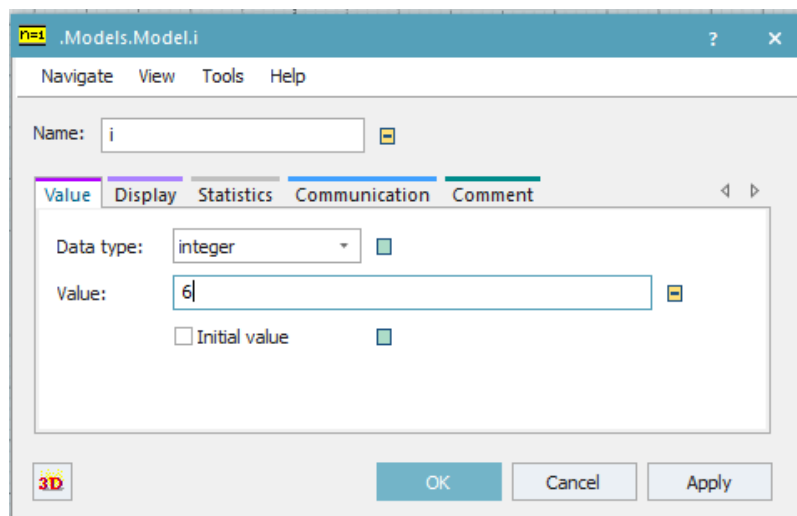 n=1 .Models.Model.i ? ×
Navigate View Tools Help
Name: i
Value Display Statistics Communication Comment
Data type: integer
Value: 6
Initial value
3D OK Cancel Apply